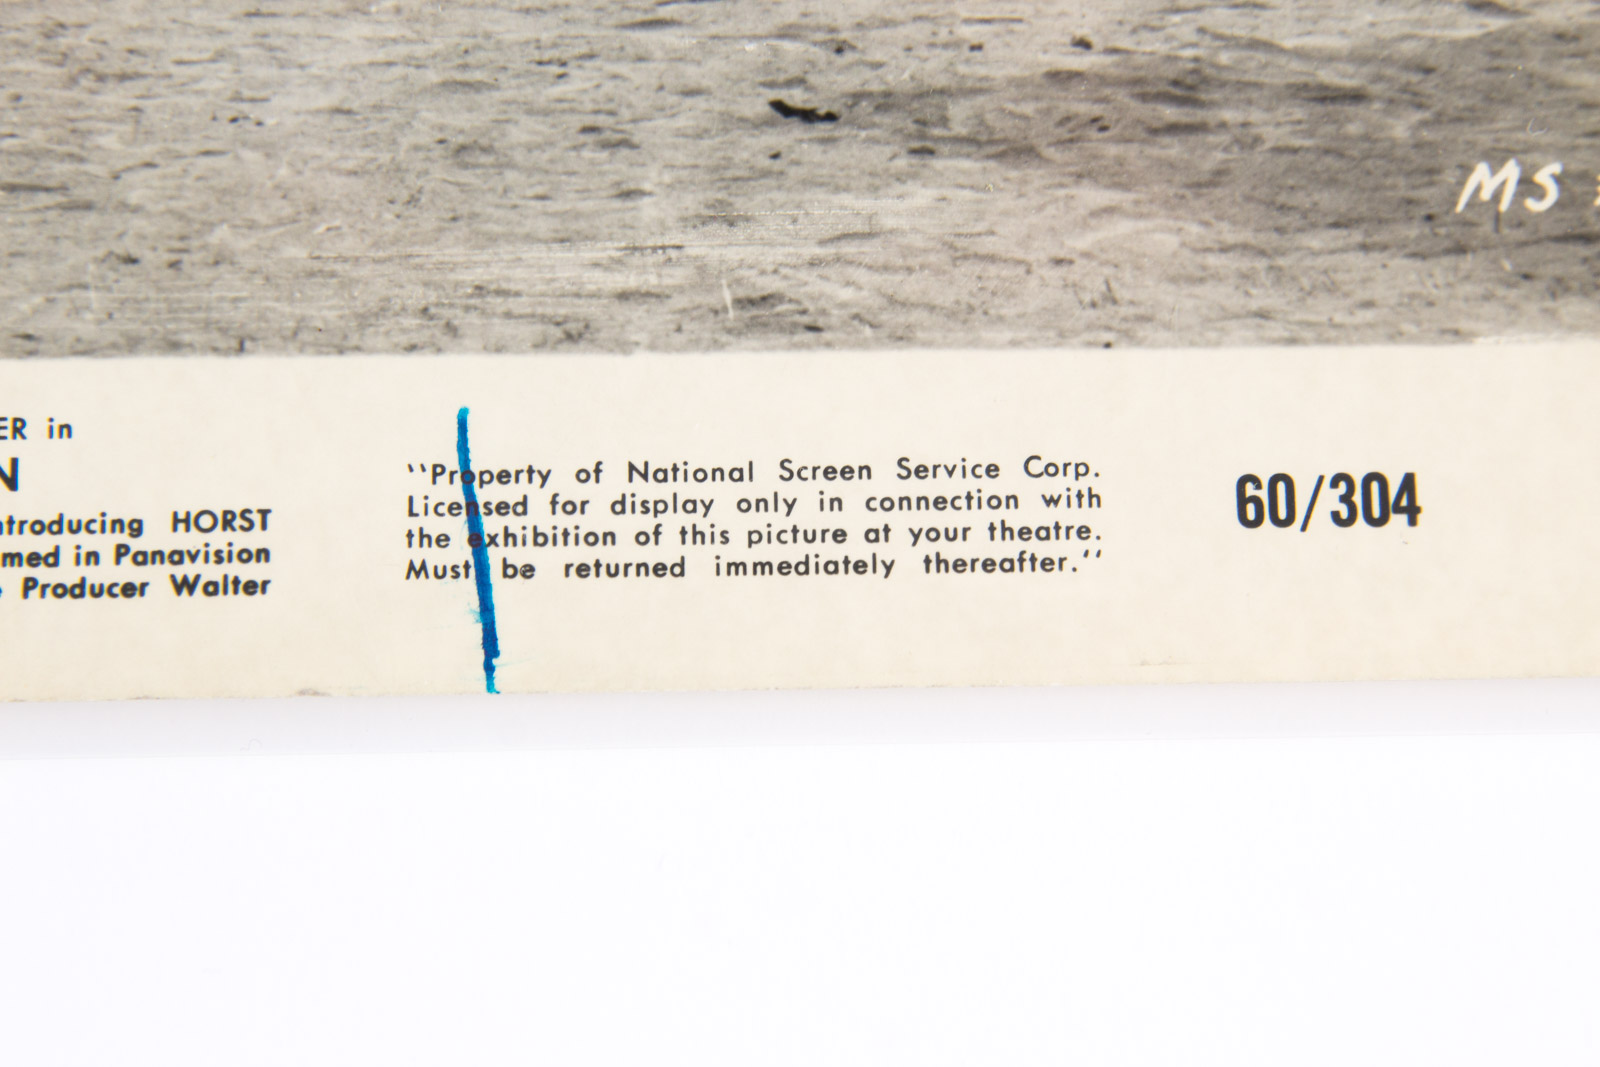 MS
ER in
N
ntroducing HORST
med in Panavision
Producer Walter
"Property of National Screen Service Corp.
Licensed for display only in connection with
the exhibition of this picture at your theatre.
Must be returned immediately thereafter."
60/304